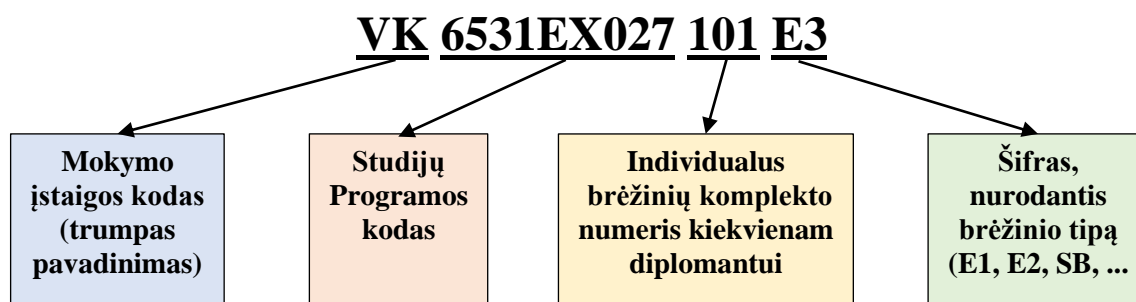 VK 6531EX027 101 E3
Mokymo
įstaigos kodas
(trumpas
pavadinimas)
Studijų
Programos
kodas
Individualus
brėžinių komplekto
numeris kiekvienam
diplomantui
Šifras,
nurodantis
brėžinio tipą
(E1, E2, SB, ...